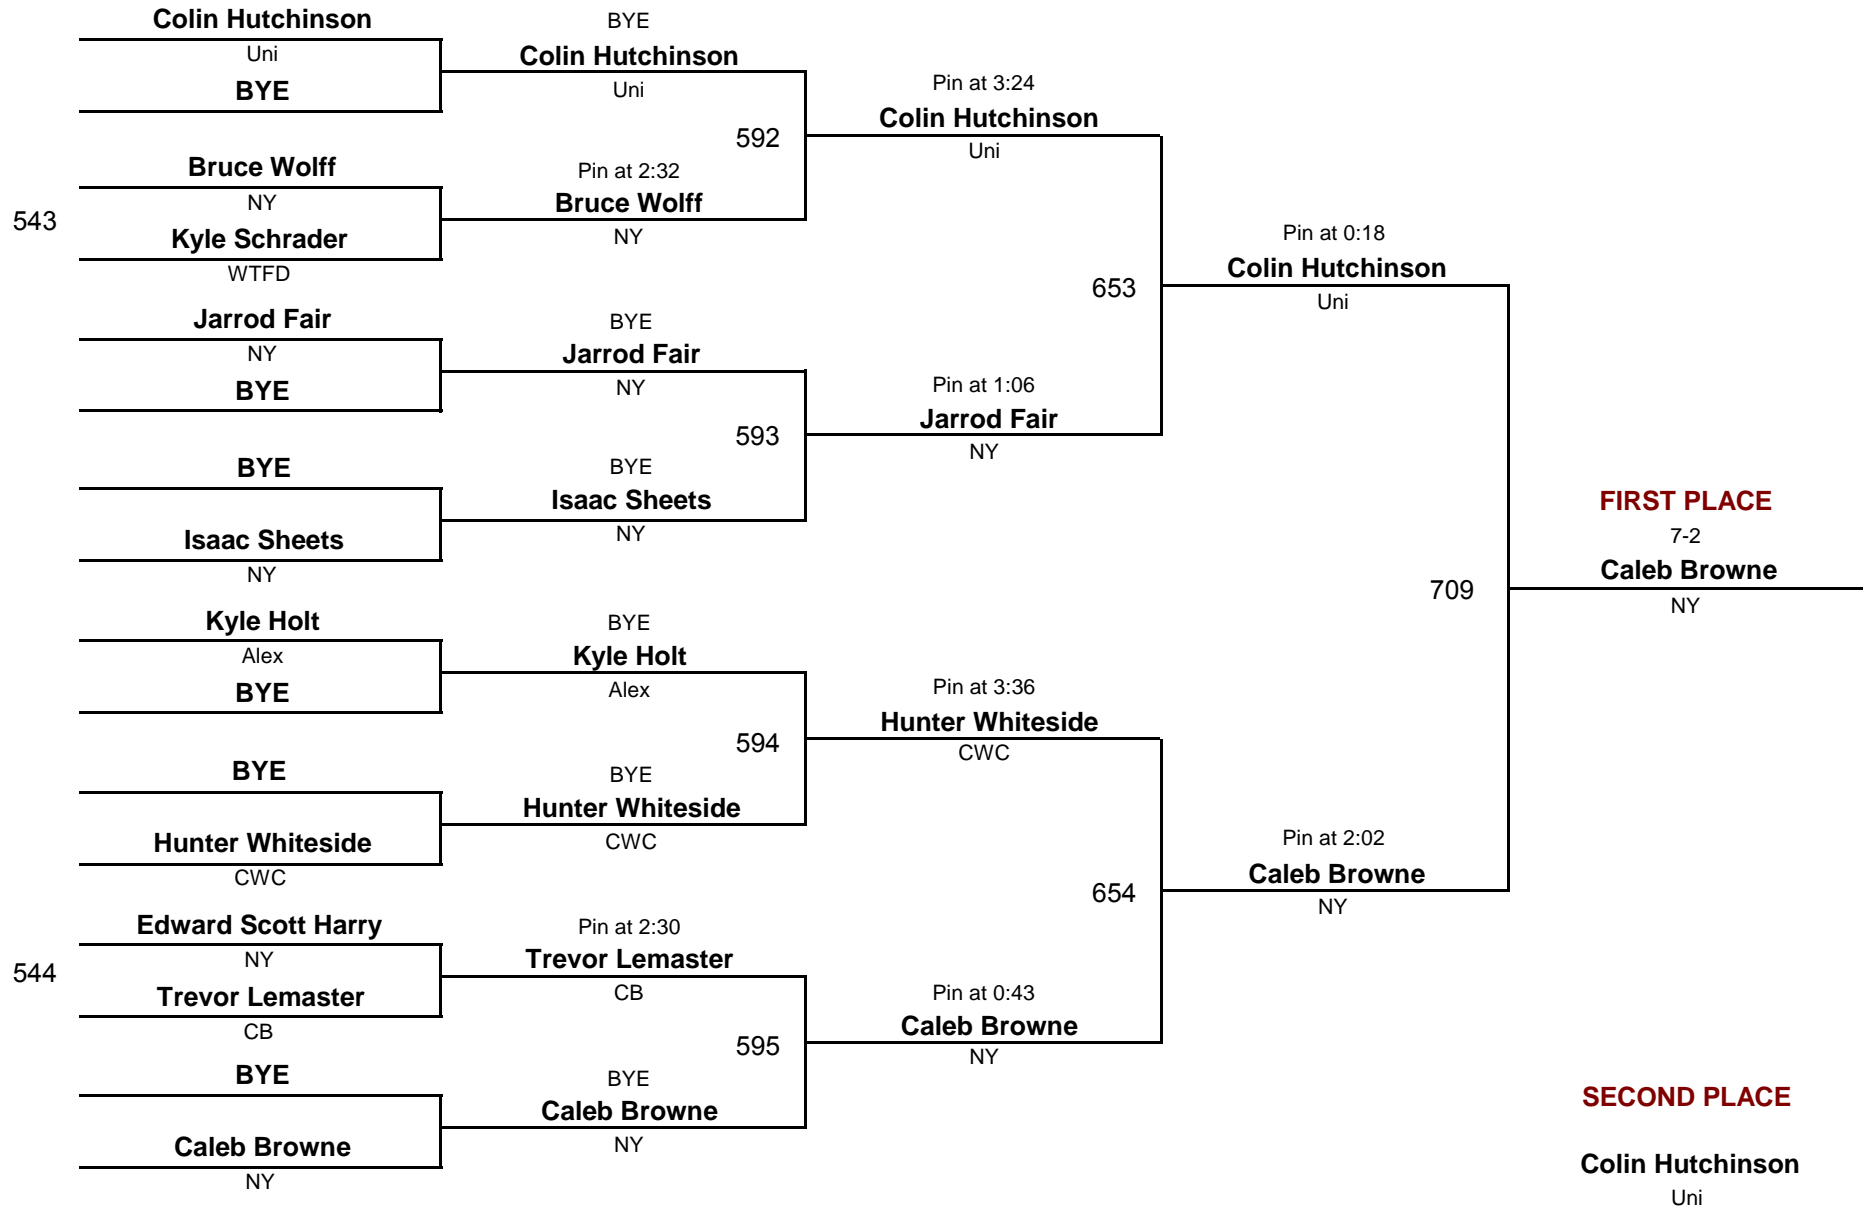 Colin Hutchinson
Uni
BYE
543
Bruce Wolff
NY
Kyle Schrader
WTFD
Jarrod Fair
NY
BYE
BYE
Isaac Sheets
NY
Kyle Holt
Alex
BYE
BYE
Hunter Whiteside
CWC
544
Edward Scott Harry
NY
Trevor Lemaster
CB
BYE
Caleb Browne
NY
BYE
Colin Hutchinson
Uni
592
Pin at 2:32
Bruce Wolff
NY
BYE
Jarrod Fair
NY
593
BYE
Isaac Sheets
NY
BYE
Kyle Holt
Alex
594
BYE
Hunter Whiteside
CWC
Pin at 2:30
Trevor Lemaster
CB
595
BYE
Caleb Browne
NY
Pin at 3:24
Colin Hutchinson
Uni
653
Pin at 1:06
Jarrod Fair
NY
Pin at 3:36
Hunter Whiteside
CWC
654
Pin at 0:43
Caleb Browne
NY
Pin at 0:18
Colin Hutchinson
Uni
709
Pin at 2:02
Caleb Browne
NY
FIRST PLACE
7-2
Caleb Browne
NY
SECOND PLACE
Colin Hutchinson
Uni